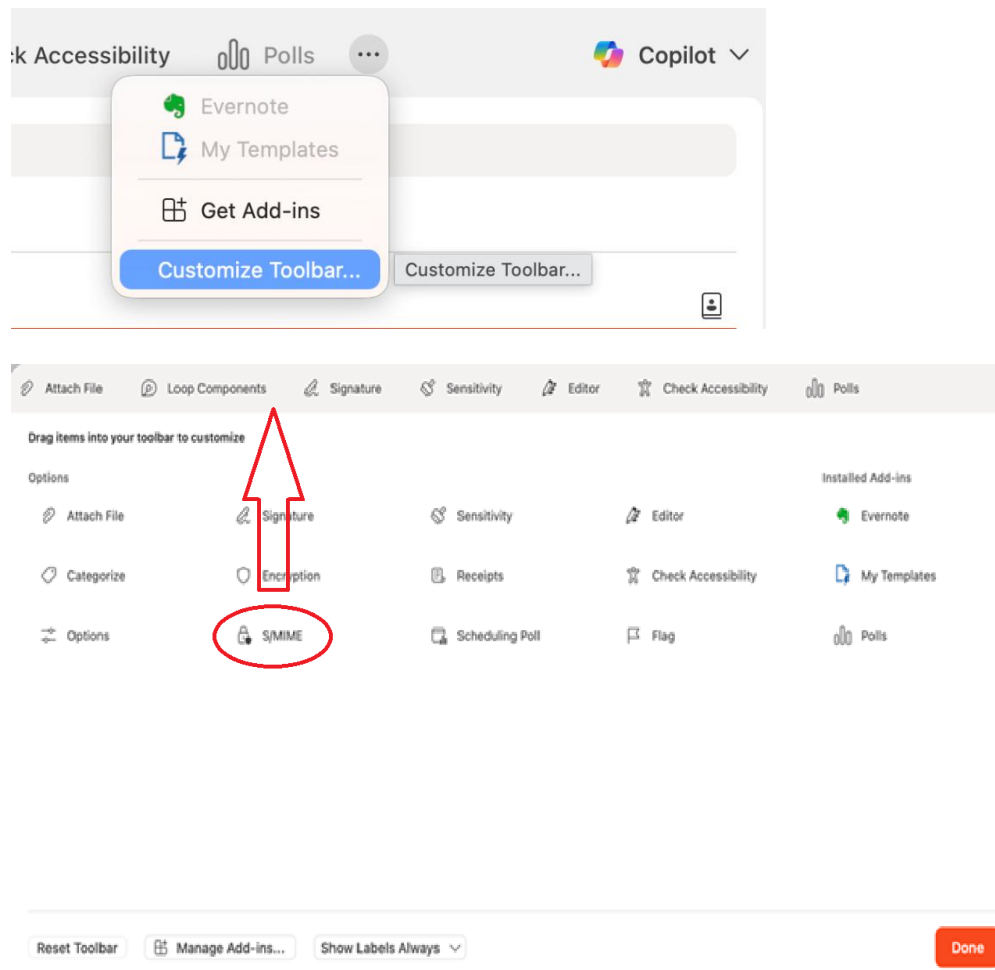 k Accessibility Polls ... Copilot
Evernote
My Templates
Get Add-ins
Customize Toolbar... Customize Toolbar...
Attach File Loop Components Signature Sensitivity Editor Check Accessibility Polls
Drag items into your toolbar to customize
Options Installed Add-ins
Attach File Signature Sensitivity Editor Evernote
Categorize Encryption Receipts Check Accessibility My Templates
Options S/MIME Scheduling Poll Flag Polls
Reset Toolbar Manage Add-ins... Show Labels Always Done